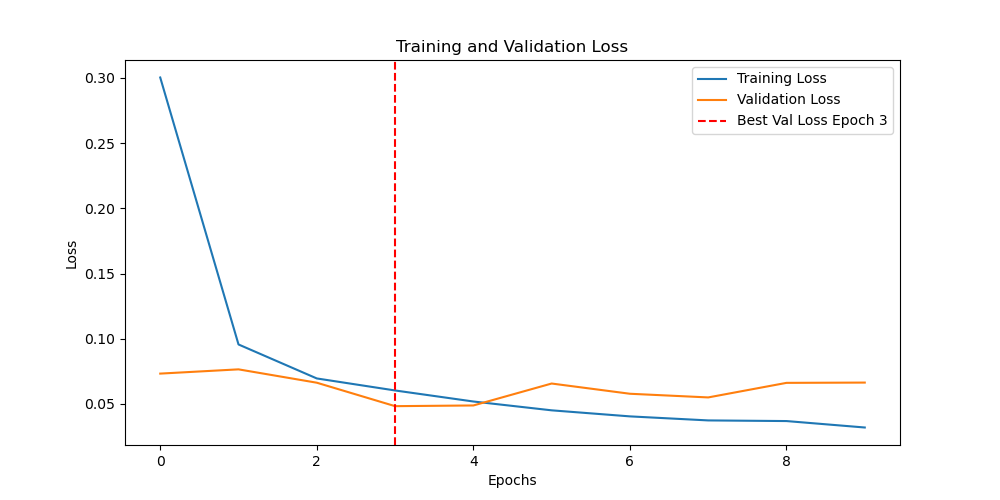 Training and Validation Loss
Training Loss
Validation Loss
Best Val Loss Epoch 3
0.30
0.25
0.20
0.15
0.10
0.05
Loss
0 2 4 6 8
Epochs